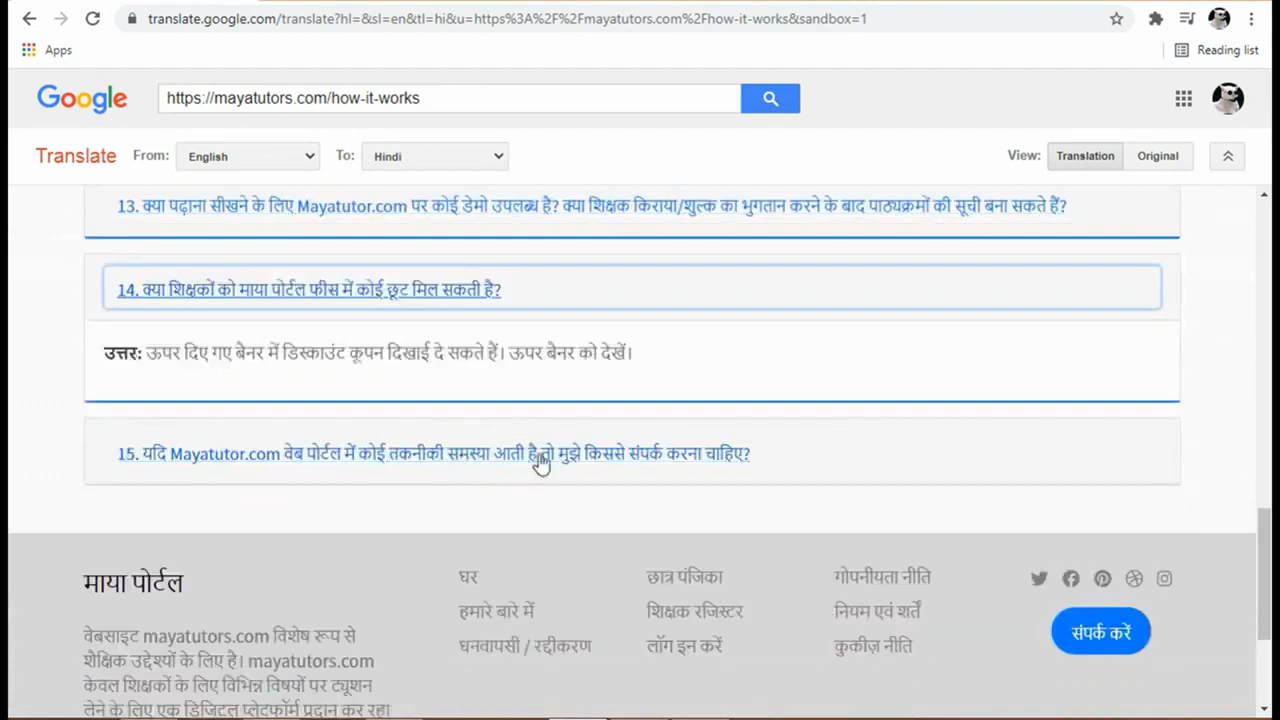 translate.google.com/translate?hl=&sl=en&tl=hi&u=https%3A%2F%2Fmayatutors.com%2Fhow-it-works&sandbox=1
Apps
Reading list
Google
https://mayatutors.com/how-it-works
Translate From: English To: Hindi View: Translation Original
13. क्या पढ़ाना सीखने के लिए Mayatutor.com पर कोई डेमो उपलब्ध है? क्या शिक्षक किराया/शुल्क का भुगतान करने के बाद पाठ्यक्रमों की सूची बना सकते हैं?
14. क्या शिक्षकों को माया पोर्टल फीस में कोई छूट मिल सकती है?
उत्तर: ऊपर दिए गए बैनर में डिस्काउंट कूपन दिखाई दे सकते हैं। ऊपर बैनर को देखें।
15. यदि Mayatutor.com वेब पोर्टल में कोई तकनीकी समस्या आती है तो मुझे किससे संपर्क करना चाहिए?
माया पोर्टल
वेबसाइट mayatutors.com विशेष रूप से
शैक्षिक उद्देश्यों के लिए है। mayatutors.com
केवल शिक्षकों के लिए विभिन्न विषयों पर ट्यूशन
लेने के लिए एक डिजिटल प्लेटफॉर्म प्रदान कर रहा
घर
हमारे बारे में
धनवापसी / रद्दीकरण
छात्र पंजिका
शिक्षक रजिस्टर
लॉग इन करें
गोपनीयता नीति
नियम एवं शर्तें
कुकीज़ नीति
संपर्क करें